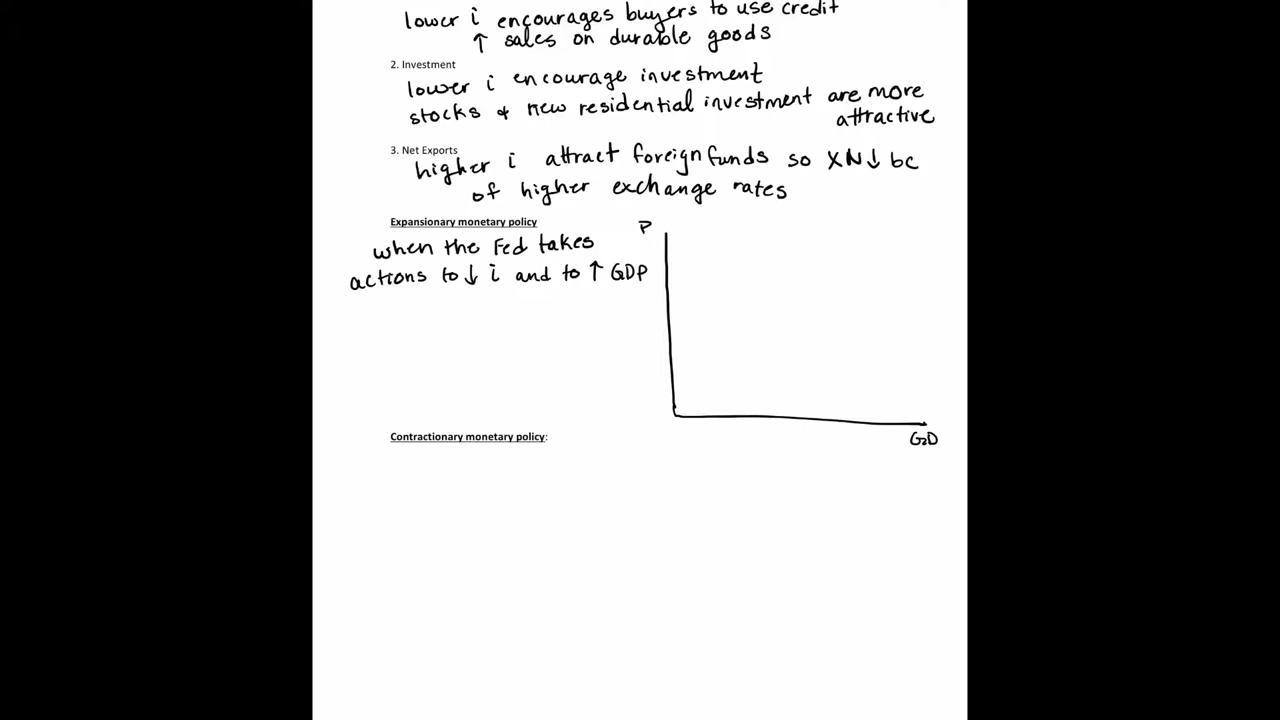 lower i encourages buyers to use credit
↑ sales on durable goods
2. Investment
lower i encourage investment
stocks & new residential investment are more
attractive
3. Net Exports
higher i attract foreign funds so XN↓ bc
of higher exchange rates
Expansionary monetary policy
P
when the Fed takes
actions to ↓ i and to ↑ GDP
Contractionary monetary policy: